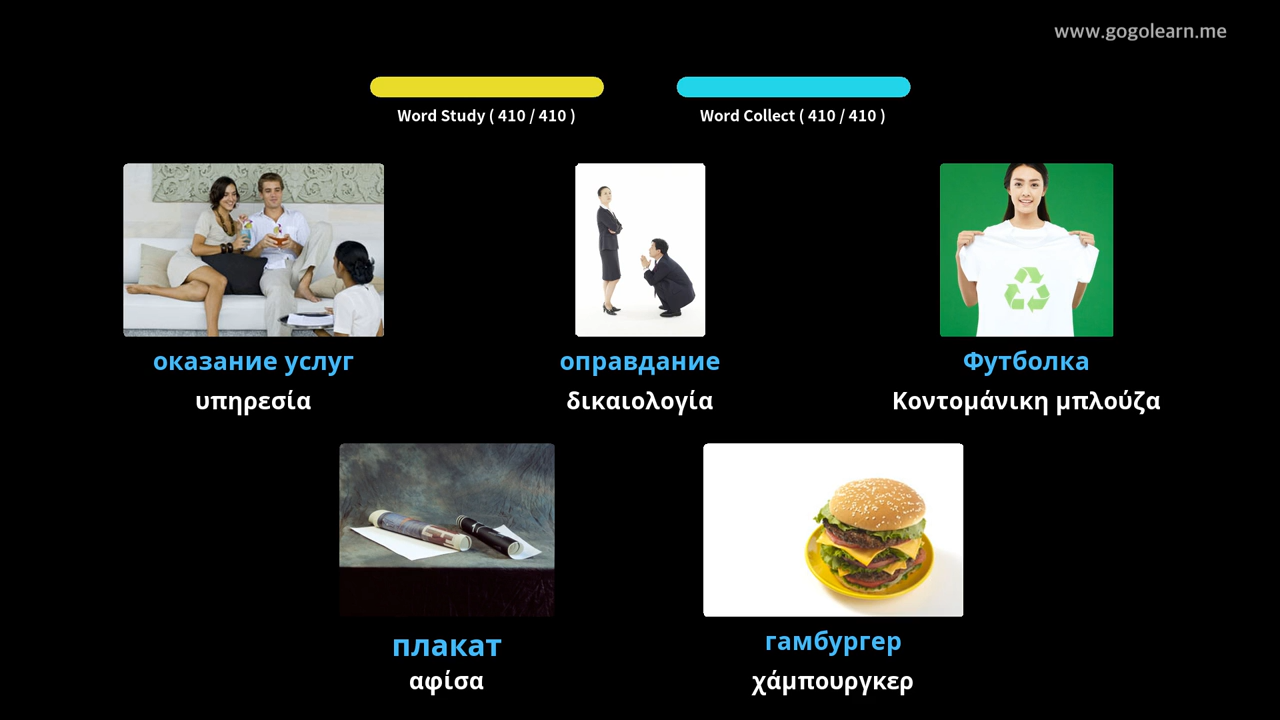 www.gogolearn.me
Word Study ( 410 / 410 )
Word Collect ( 410 / 410 )
оказание услуг
υπηρεσία
оправдание
δικαιολογία
Футболка
Κοντομάνικη μπλούζα
плакат
αφίσα
гамбургер
χάμπουργκερ